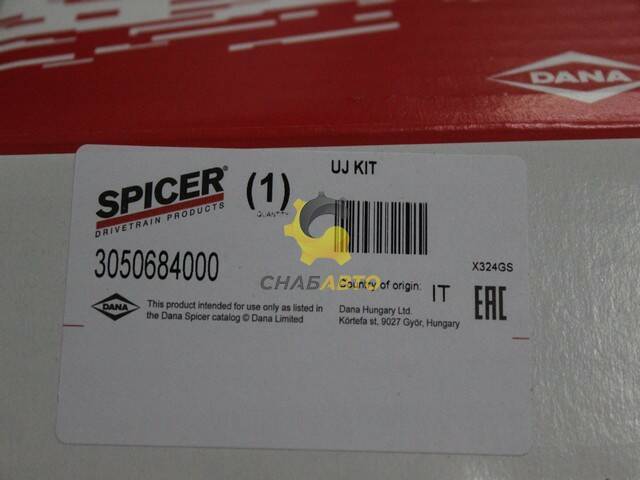 DANA
SPICER®
DRIVETRAIN PRODUCTS
(1)
QUANTITY
UJ KIT
3050684000
СНАБАВТО
X324GS
Country of origin: IT
EAC
DANA
This product intended for use only as listed in
the Dana Spicer catalog © Dana Limited
Dana Hungary Ltd.
Körtefa st, 9027 Győr, Hungary